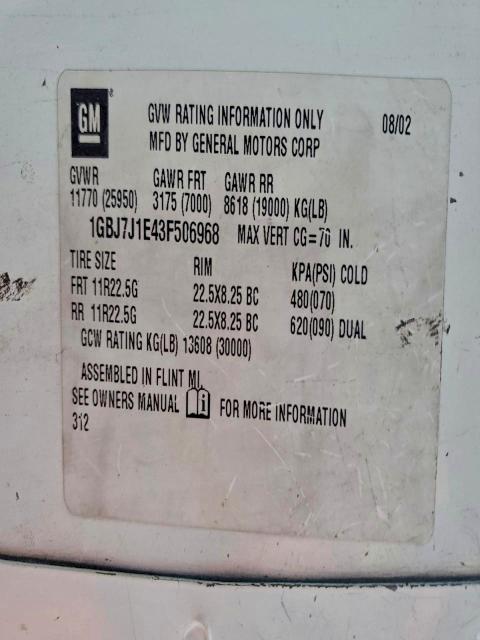 GM®
GVW RATING INFORMATION ONLY 08/02
MFD BY GENERAL MOTORS CORP
GVWR GAWR FRT GAWR RR
11770 (25950) 3175 (7000) 8618 (19000) KG(LB)
1GBJ7J1E43F506968 MAX VERT CG=70 IN.
TIRE SIZE RIM KPA(PSI) COLD
FRT 11R22.5G 22.5X8.25 BC 480(070)
RR 11R22.5G 22.5X8.25 BC 620(090) DUAL
GCW RATING KG(LB) 13608 (30000)
ASSEMBLED IN FLINT MI
SEE OWNERS MANUAL i FOR MORE INFORMATION
312